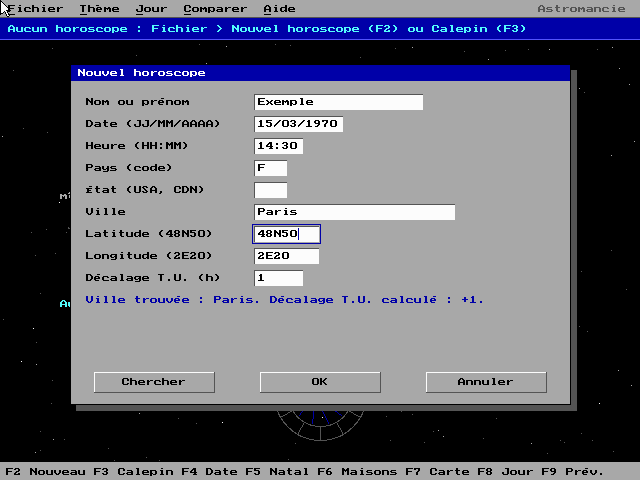 Fichier Thème Jour Comparer Aide Astromancie
Aucun horoscope : Fichier > Nouvel horoscope (F2) ou Calepin (F3)
Nouvel horoscope
Nom ou prénom Exemple
Date (JJ/MM/AAAA) 15/03/1970
Heure (HH:MM) 14:30
Pays (code) F
État (USA, CDN)
Ville Paris
Latitude (48N50) 48N50
Longitude (2E20) 2E20
Décalage T.U. (h) 1
Ville trouvée : Paris. Décalage T.U. calculé : +1.
Chercher OK Annuler
F2 Nouveau F3 Calepin F4 Date F5 Natal F6 Maisons F7 Carte F8 Jour F9 Prév.